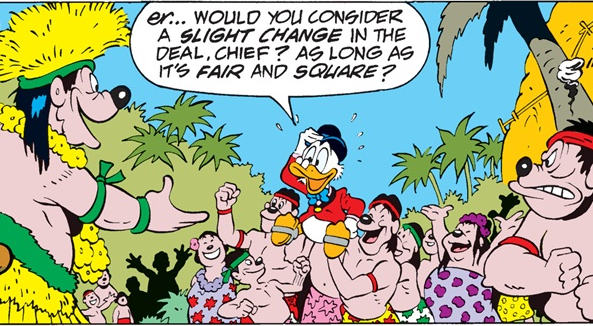 er... WOULD YOU CONSIDER
A SLIGHT CHANGE IN THE
DEAL, CHIEF? AS LONG AS
IT'S FAIR AND SQUARE?